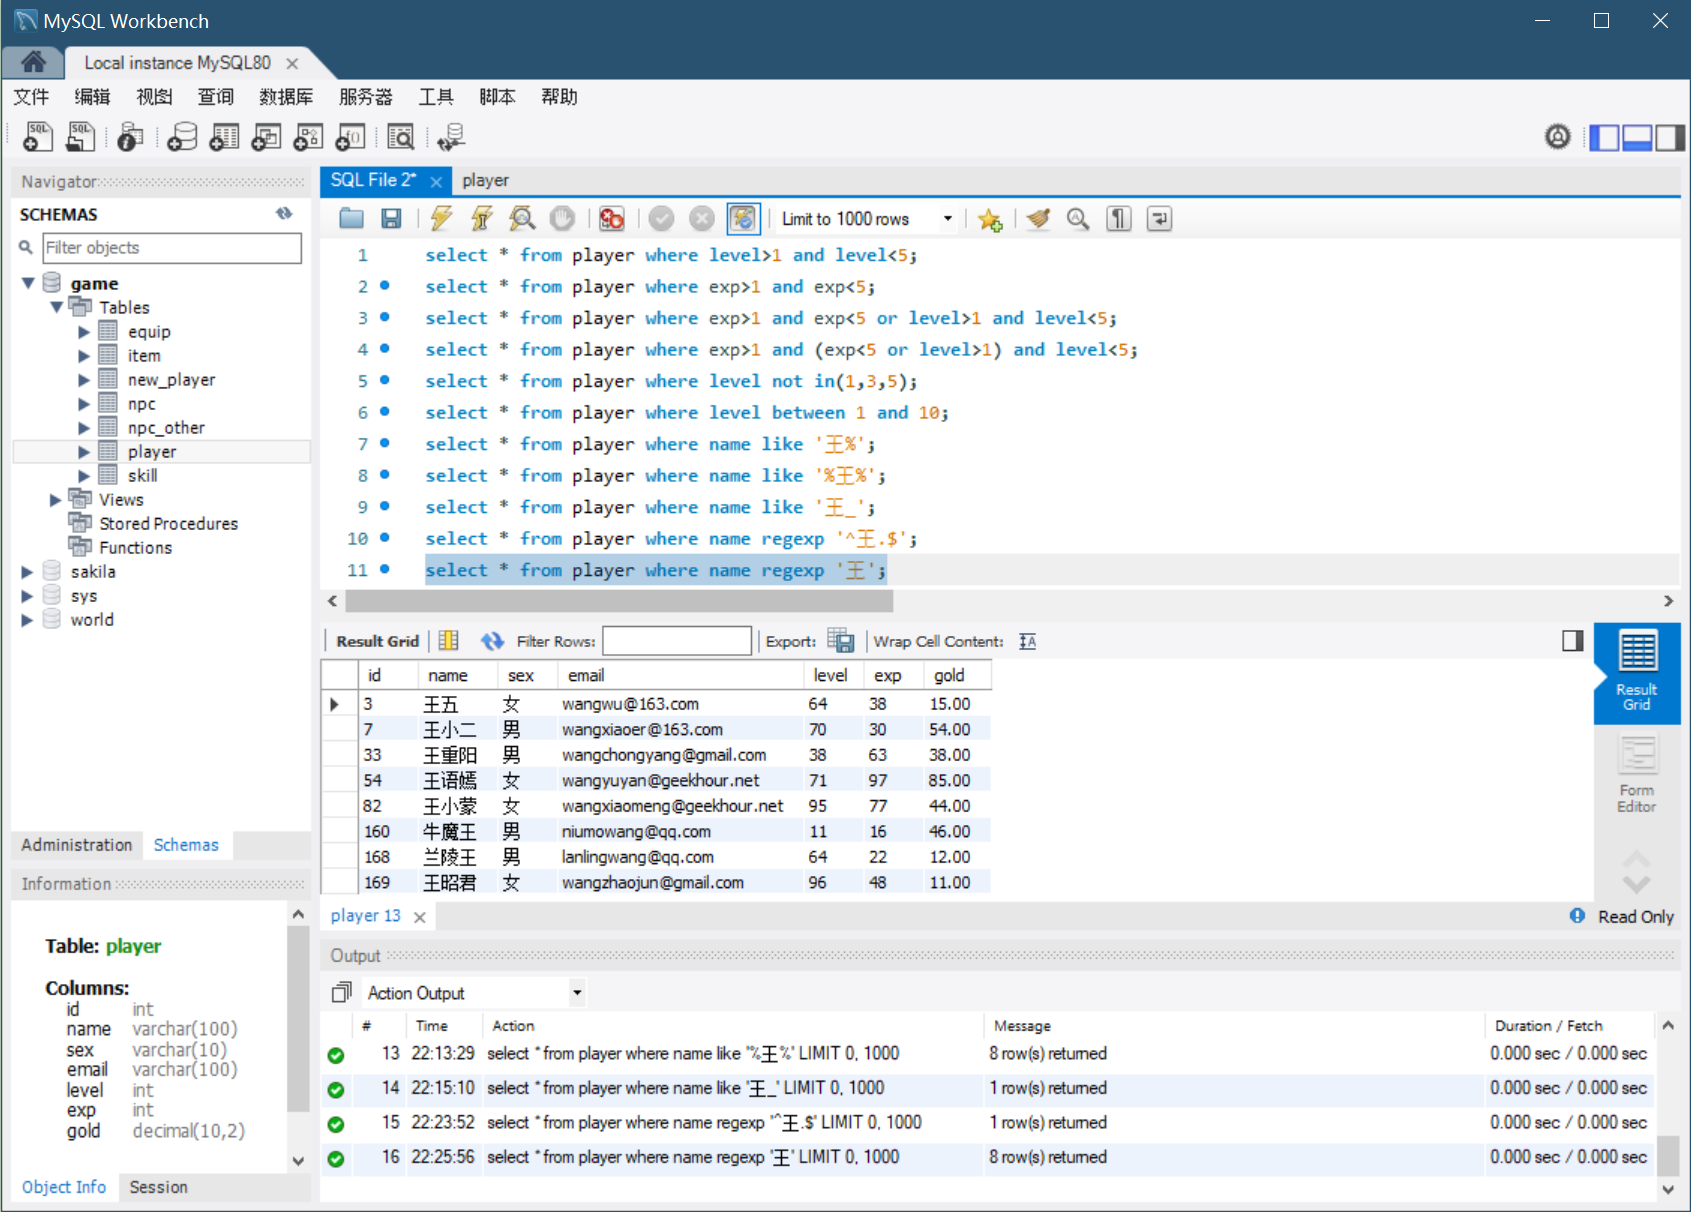 MySQL Workbench
Local instance MySQL80
文件 编辑 视图 查询 数据库 服务器 工具 脚本 帮助
Navigator
SCHEMAS
Filter objects
game
Tables
equip
item
new_player
npc
npc_other
player
skill
Views
Stored Procedures
Functions
sakila
sys
world
Administration Schemas
Information
Table: player
Columns:
id int
name varchar(100)
sex varchar(10)
email varchar(100)
level int
exp int
gold decimal(10,2)
Object Info Session
SQL File 2* player
Limit to 1000 rows
1 select * from player where level>1 and level<5;
2 select * from player where exp>1 and exp<5;
3 select * from player where exp>1 and exp<5 or level>1 and level<5;
4 select * from player where exp>1 and (exp<5 or level>1) and level<5;
5 select * from player where level not in(1,3,5);
6 select * from player where level between 1 and 10;
7 select * from player where name like '王%';
8 select * from player where name like '%王%';
9 select * from player where name like '王_';
10 select * from player where name regexp '^王.$';
11 select * from player where name regexp '王';
Result Grid Filter Rows: Export: Wrap Cell Content:
id name sex email level exp gold
3 王五 女 wangwu@163.com 64 38 15.00
7 王小二 男 wangxiaoer@163.com 70 30 54.00
33 王重阳 男 wangchongyang@gmail.com 38 63 38.00
54 王语嫣 女 wangyuyan@geekhour.net 71 97 85.00
82 王小蒙 女 wangxiaomeng@geekhour.net 95 77 44.00
160 牛魔王 男 niumowang@qq.com 11 16 46.00
168 兰陵王 男 lanlingwang@qq.com 64 22 12.00
169 王昭君 女 wangzhaojun@gmail.com 96 48 11.00
Result
Grid
Form
Editor
player 13
Read Only
Output
Action Output
# Time Action Message Duration / Fetch
13 22:13:29 select * from player where name like '%王%' LIMIT 0, 1000 8 row(s) returned 0.000 sec / 0.000 sec
14 22:15:10 select * from player where name like '王_' LIMIT 0, 1000 1 row(s) returned 0.000 sec / 0.000 sec
15 22:23:52 select * from player where name regexp '^王.$' LIMIT 0, 1000 1 row(s) returned 0.000 sec / 0.000 sec
16 22:25:56 select * from player where name regexp '王' LIMIT 0, 1000 8 row(s) returned 0.000 sec / 0.000 sec